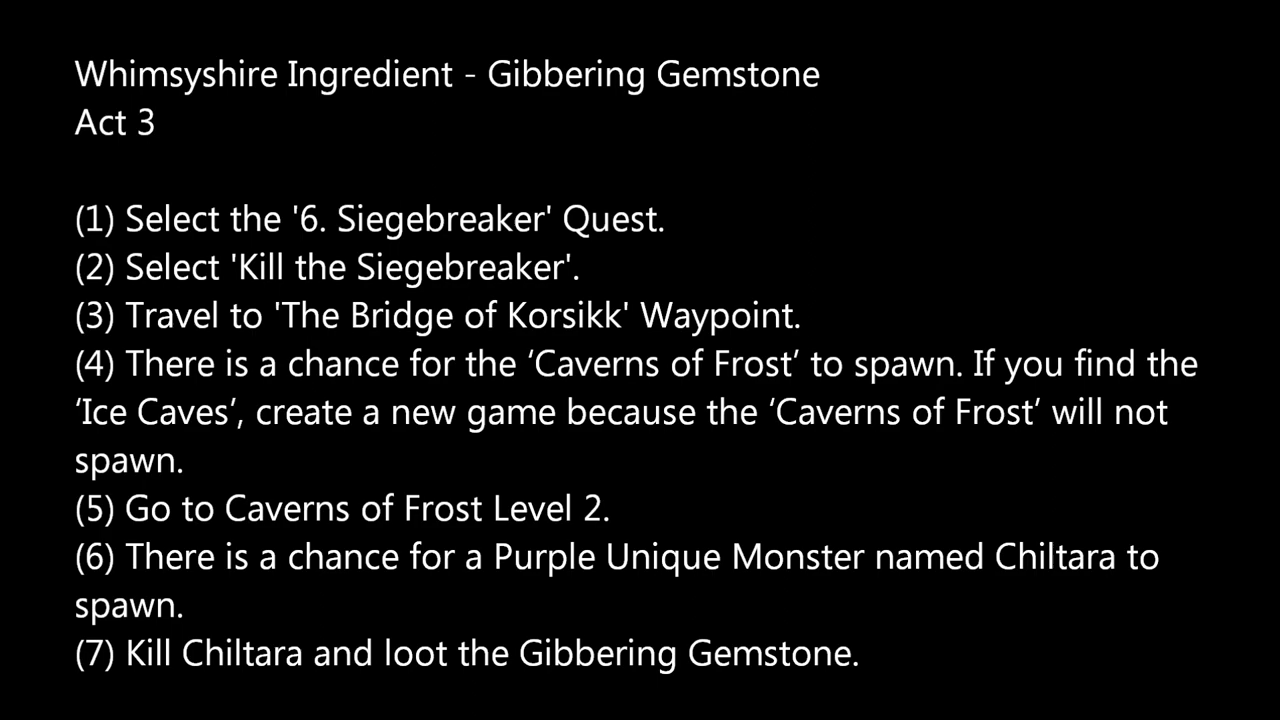 Whimsyshire Ingredient - Gibbering Gemstone
Act 3
(1) Select the '6. Siegebreaker' Quest.
(2) Select 'Kill the Siegebreaker'.
(3) Travel to 'The Bridge of Korsikk' Waypoint.
(4) There is a chance for the ‘Caverns of Frost’ to spawn. If you find the
‘Ice Caves’, create a new game because the ‘Caverns of Frost’ will not
spawn.
(5) Go to Caverns of Frost Level 2.
(6) There is a chance for a Purple Unique Monster named Chiltara to
spawn.
(7) Kill Chiltara and loot the Gibbering Gemstone.